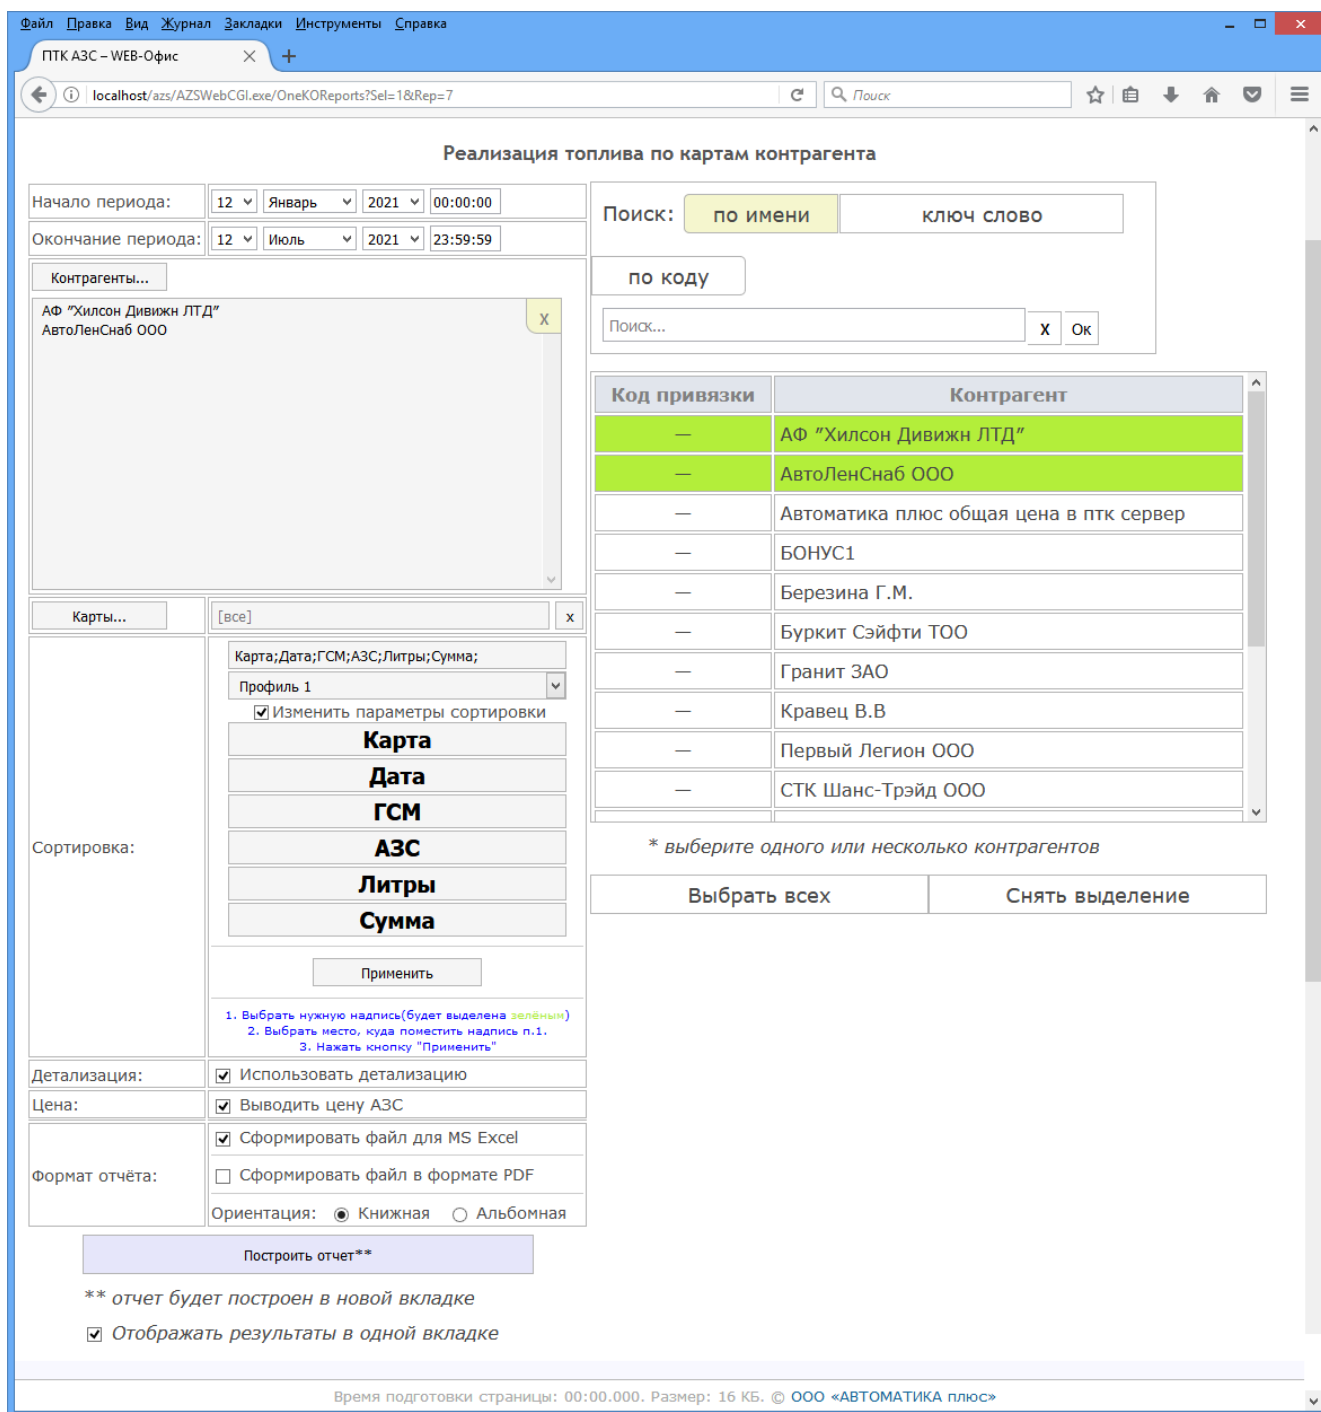 Файл Правка Вид Журнал Закладки Инструменты Справка
ПТК АЗС – WEB-Офис
localhost/azs/AZSWebCGI.exe/OneKOReports?Sel=1&Rep=7
Поиск
Реализация топлива по картам контрагента
Начало периода: 12 Январь 2021 00:00:00
Окончание периода: 12 Июль 2021 23:59:59
Контрагенты...
АФ "Хилсон Дивижн ЛТД"
АвтоЛенСнаб ООО
X
Карты... [все] x
Сортировка:
Карта;Дата;ГСМ;АЗС;Литры;Сумма;
Профиль 1
Изменить параметры сортировки
Карта
Дата
ГСМ
АЗС
Литры
Сумма
Применить
1. Выбрать нужную надпись(будет выделена зелёным)
2. Выбрать место, куда поместить надпись п.1.
3. Нажать кнопку "Применить"
Детализация: Использовать детализацию
Цена: Выводить цену АЗС
Формат отчёта:
Сформировать файл для MS Excel
Сформировать файл в формате PDF
Ориентация: Книжная Альбомная
Построить отчет**
** отчет будет построен в новой вкладке
Отображать результаты в одной вкладке
Поиск: по имени ключ слово
по коду
Поиск... X Ок
Код привязки Контрагент
— АФ "Хилсон Дивижн ЛТД"
— АвтоЛенСнаб ООО
— Автоматика плюс общая цена в птк сервер
— БОНУС1
— Березина Г.М.
— Буркит Сэйфти ТОО
— Гранит ЗАО
— Кравец В.В
— Первый Легион ООО
— СТК Шанс-Трэйд ООО
* выберите одного или несколько контрагентов
Выбрать всех Снять выделение
Время подготовки страницы: 00:00.000. Размер: 16 КБ. © ООО «АВТОМАТИКА плюс»